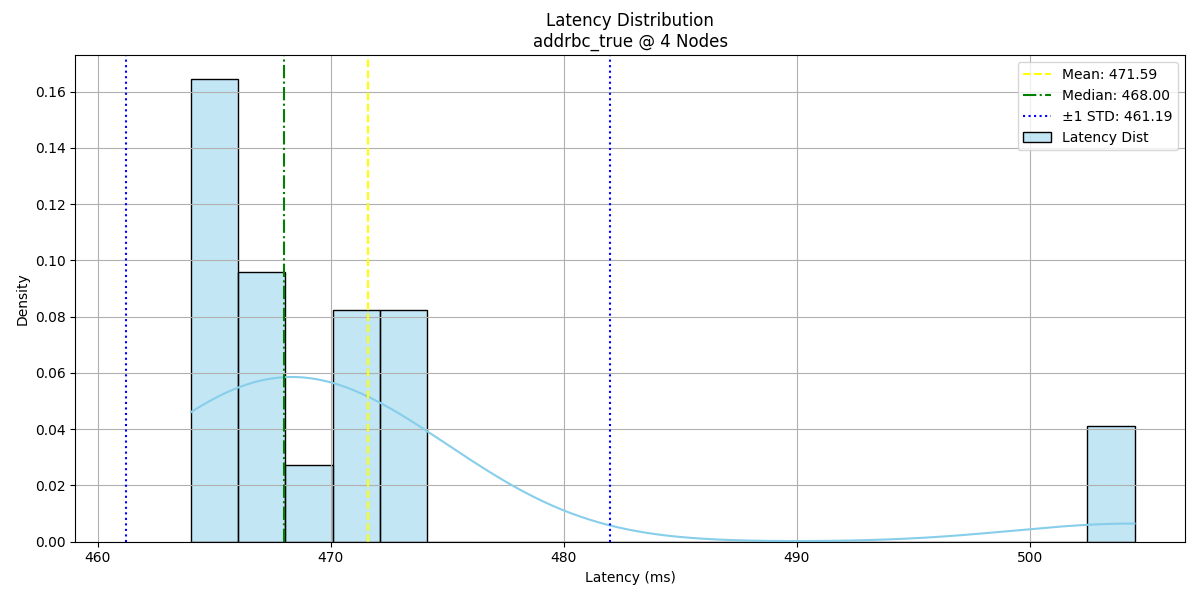 Latency Distribution
addrbc_true @ 4 Nodes
Mean: 471.59
Median: 468.00
±1 STD: 461.19
Latency Dist
Density
0.16
0.14
0.12
0.10
0.08
0.06
0.04
0.02
0.00
460 470 480 490 500
Latency (ms)